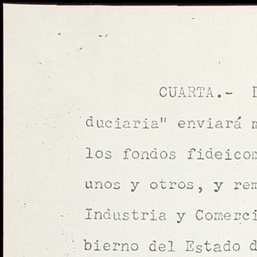 CUARTA.-
duciaria" enviará
los fondos fideicom
unos y otros, y rem
Industria y Comerci
bierno del Estado d